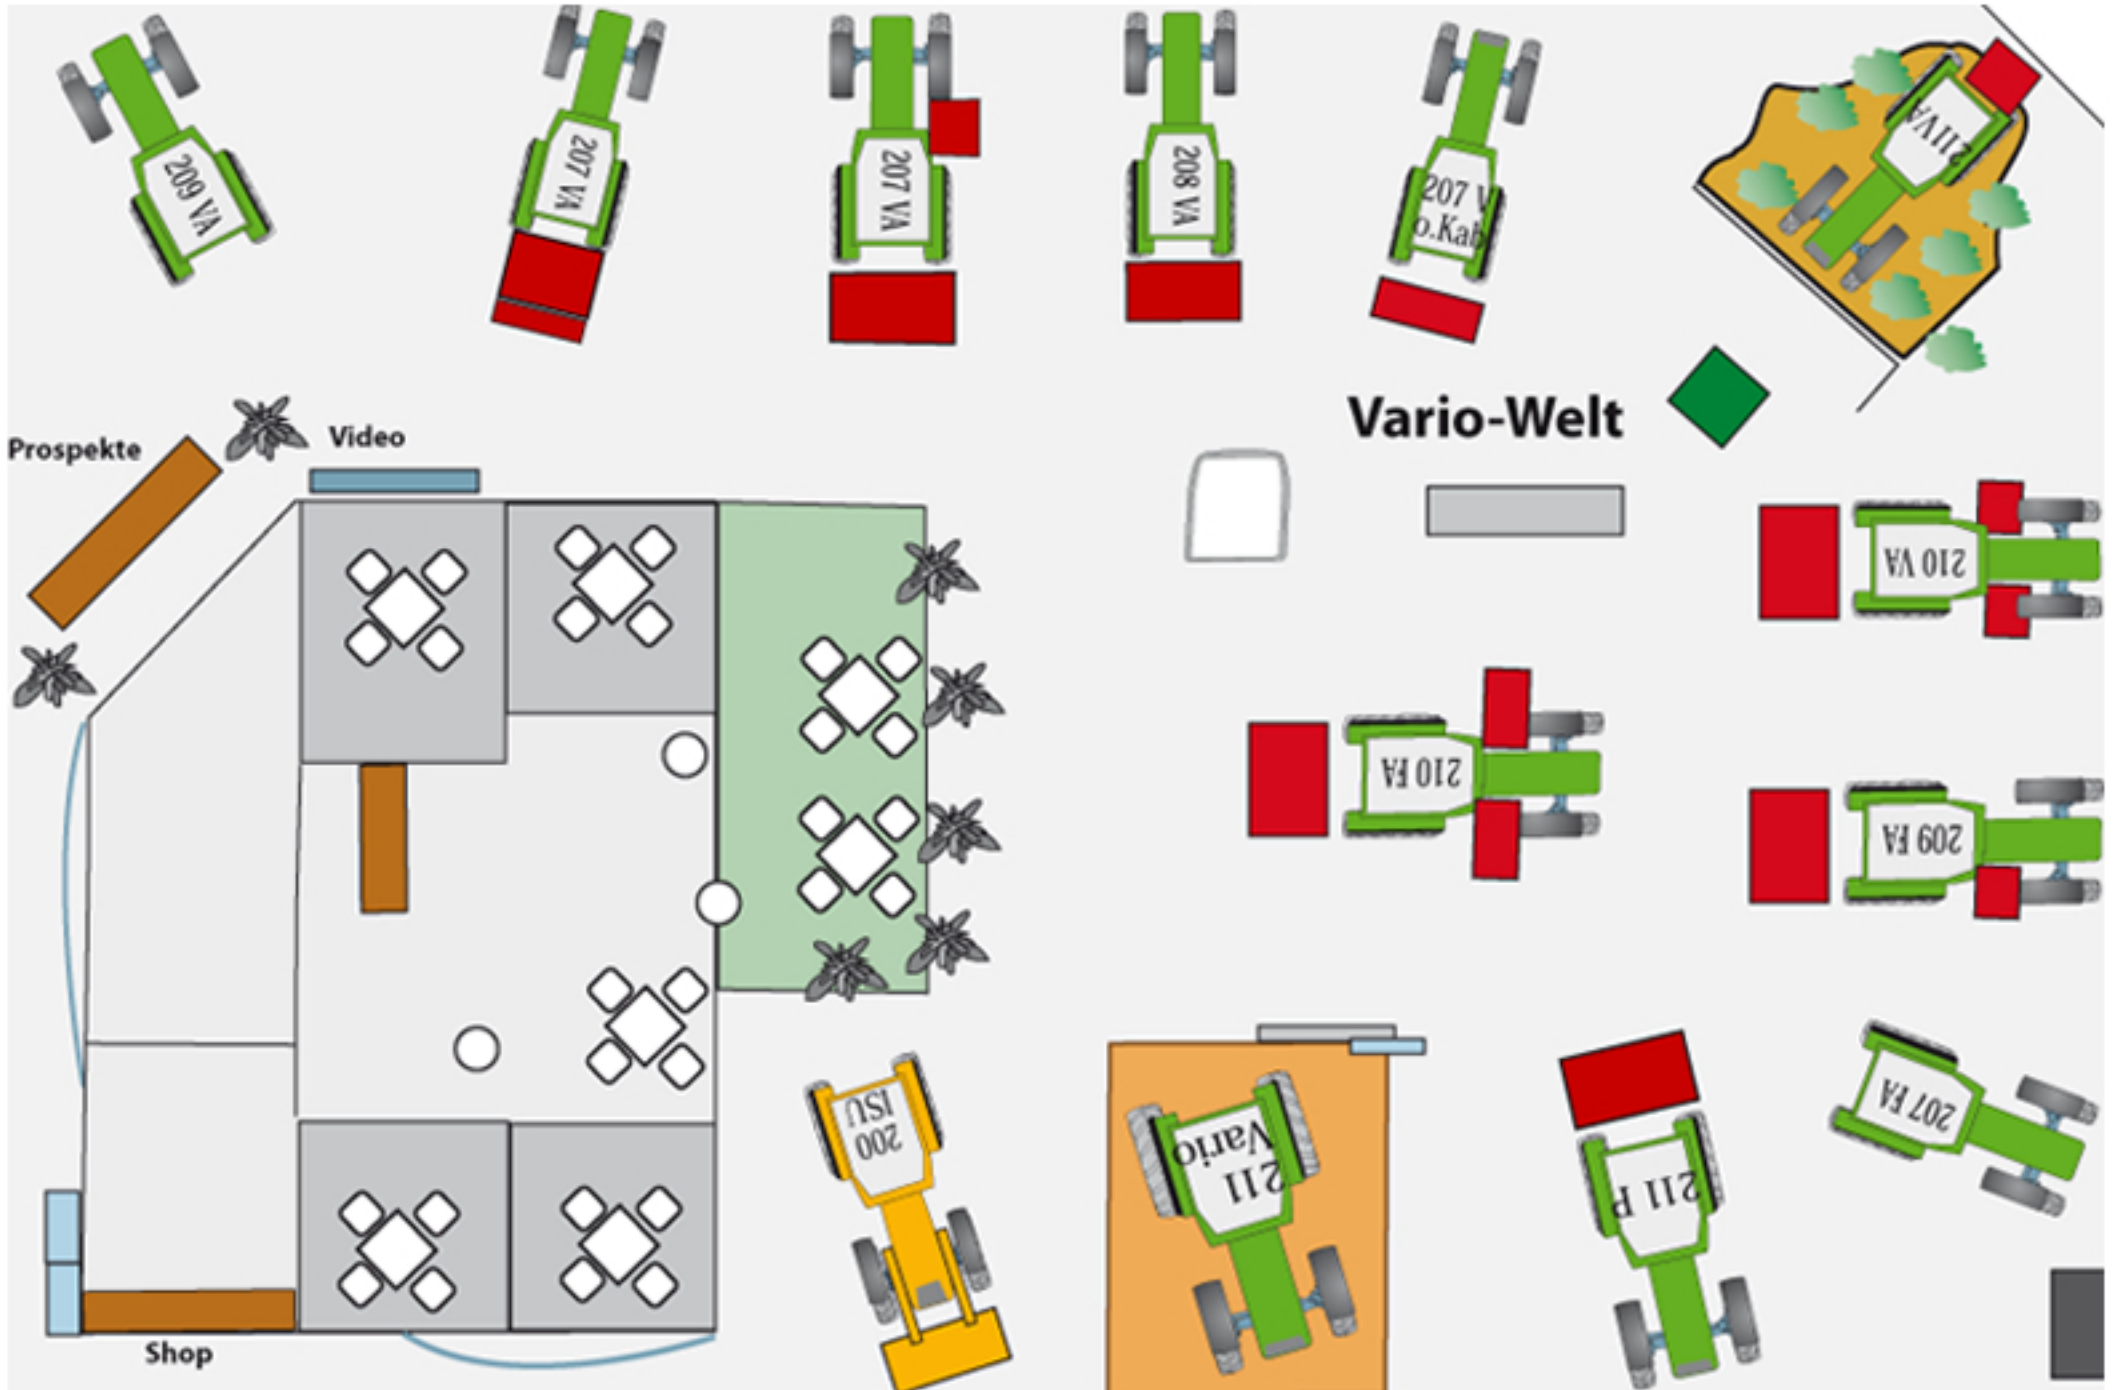 209 VA
207 VA
207 VA
208 VA
207 V
o.Kab
211VA
Vario-Welt
Prospekte
Video
210 VA
210 FA
209 FA
200
ISU
211
Vario
211 P
207 FA
Shop